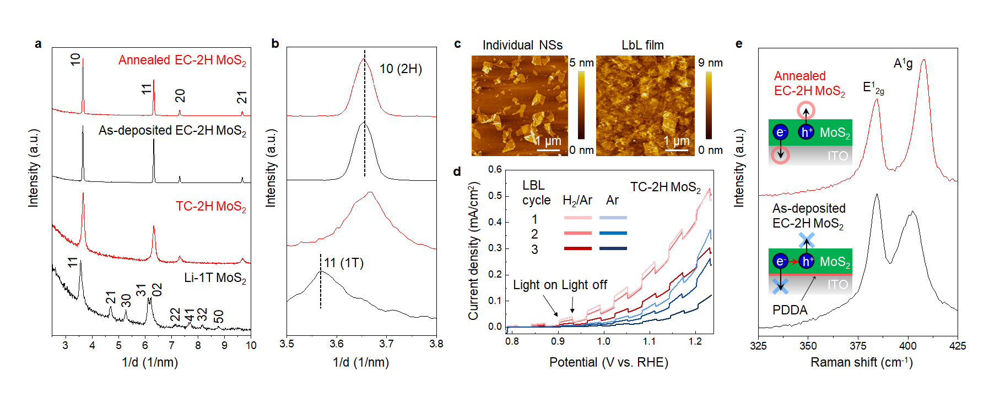 a
Intensity (a.u.)
10
11
20
21
Annealed EC-2H MoS2
As-deposited EC-2H MoS2
TC-2H MoS2
11
Li-1T MoS2
21
30
31
02
22
41
32
50
3 4 5 6 7 8 9 10
1/d (1/nm)
b
Intensity (a.u.)
10 (2H)
11 (1T)
3.5 3.6 3.7 3.8
1/d (1/nm)
c
Individual NSs
LbL film
5 nm
0 nm
1 µm
9 nm
0 nm
1 µm
d
Current density (mA/cm2)
0.6
0.5
0.4
0.3
0.2
0.1
0.0
TC-2H MoS2
LBL
cycle H2/Ar Ar
1
2
3
Light on Light off
0.8 0.9 1.0 1.1 1.2
Potential (V vs. RHE)
e
Intensity (a.u.)
A1g
E12g
Annealed
EC-2H MoS2
e- h+ MoS2
ITO
As-deposited
EC-2H MoS2
e- h+ MoS2
ITO
PDDA
325 350 375 400 425
Raman shift (cm-1)